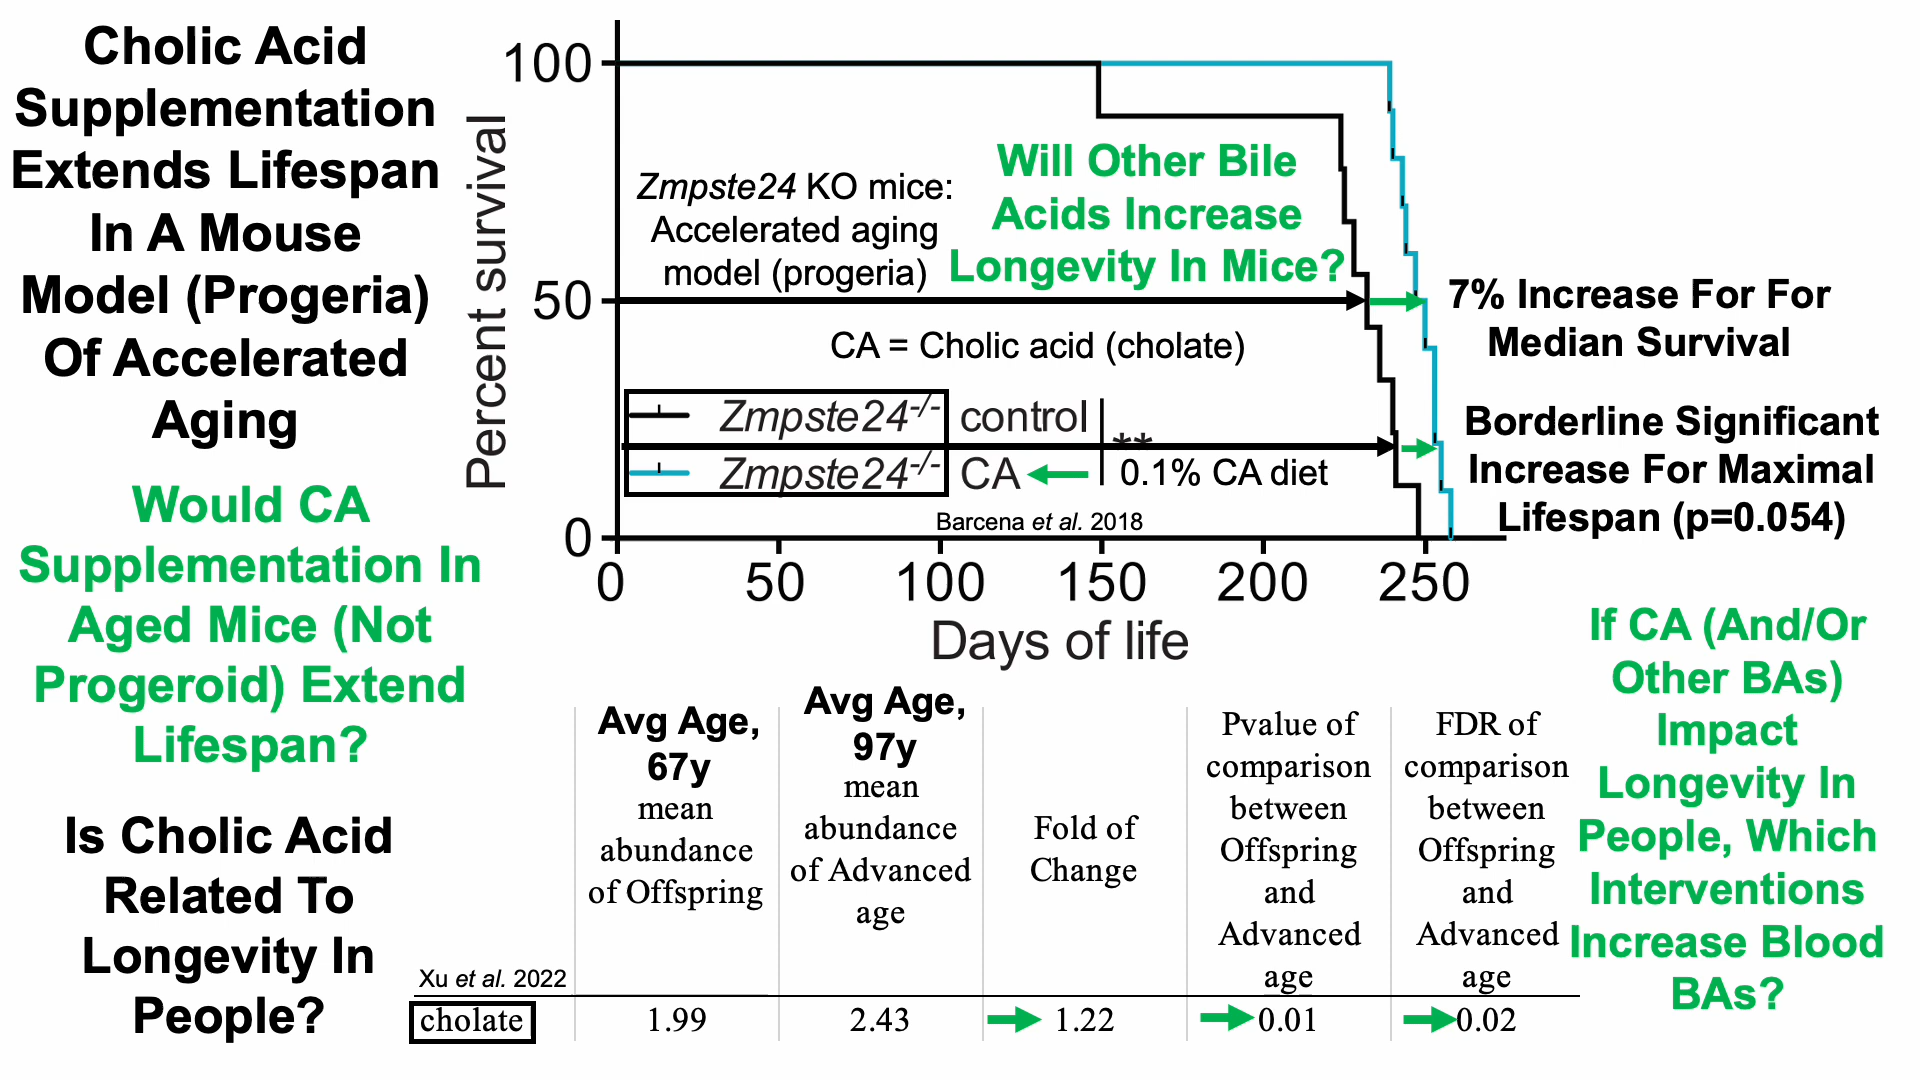 Cholic Acid
Supplementation
Extends Lifespan
In A Mouse
Model (Progeria)
Of Accelerated
Aging
Would CA
Supplementation In
Aged Mice (Not
Progeroid) Extend
Lifespan?
Is Cholic Acid
Related To
Longevity In
People?
Percent survival
100
50
0
Zmpste24 KO mice:
Accelerated aging
model (progeria)
Will Other Bile
Acids Increase
Longevity In Mice?
CA = Cholic acid (cholate)
Zmpste24-/- control
**
Zmpste24-/- CA
0.1% CA diet
Barcena et al. 2018
0 50 100 150 200 250
Days of life
7% Increase For For
Median Survival
Borderline Significant
Increase For Maximal
Lifespan (p=0.054)
If CA (And/Or
Other BAs)
Impact
Longevity In
People, Which
Interventions
Increase Blood
BAs?
Avg Age,
67y
mean
abundance
of Offspring
Avg Age,
97y
mean
abundance
of Advanced
age
Fold of
Change
Pvalue of
comparison
between
Offspring
and
Advanced
age
FDR of
comparison
between
Offspring
and
Advanced
age
Xu et al. 2022
cholate 1.99 2.43 1.22 0.01 0.02